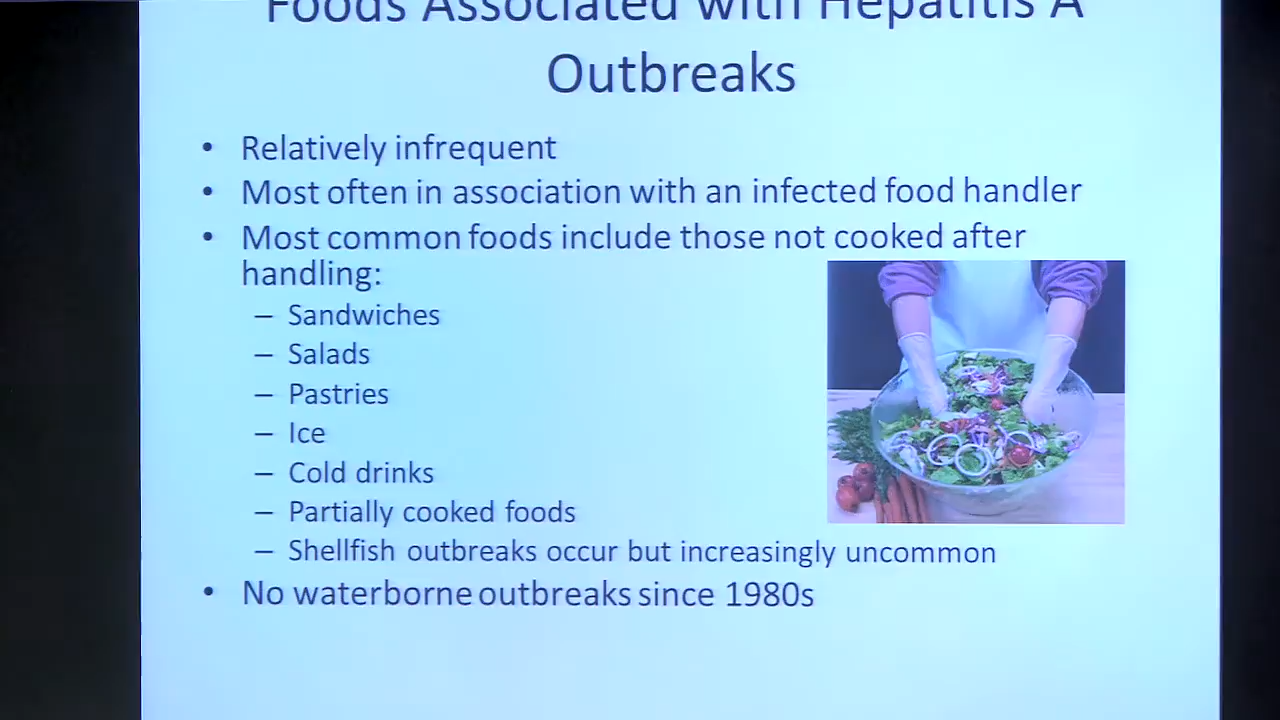 Foods Associated with Hepatitis A
Outbreaks
• Relatively infrequent
• Most often in association with an infected food handler
• Most common foods include those not cooked after
handling:
– Sandwiches
– Salads
– Pastries
– Ice
– Cold drinks
– Partially cooked foods
– Shellfish outbreaks occur but increasingly uncommon
• No waterborne outbreaks since 1980s